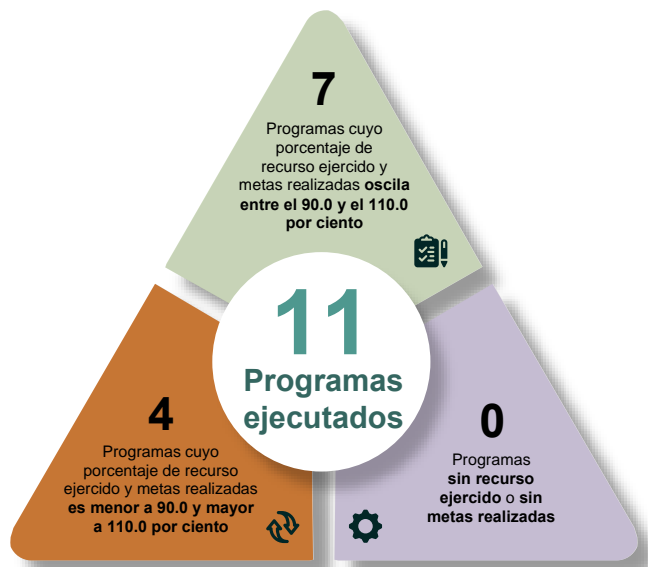 7
Programas cuyo
porcentaje de
recurso ejercido y
metas realizadas oscila
entre el 90.0 y el 110.0
por ciento
11
Programas
ejecutados
4
Programas cuyo
porcentaje de recurso
ejercido y metas realizadas
es menor a 90.0 y mayor
a 110.0 por ciento
0
Programas
sin recurso
ejercido o sin
metas realizadas